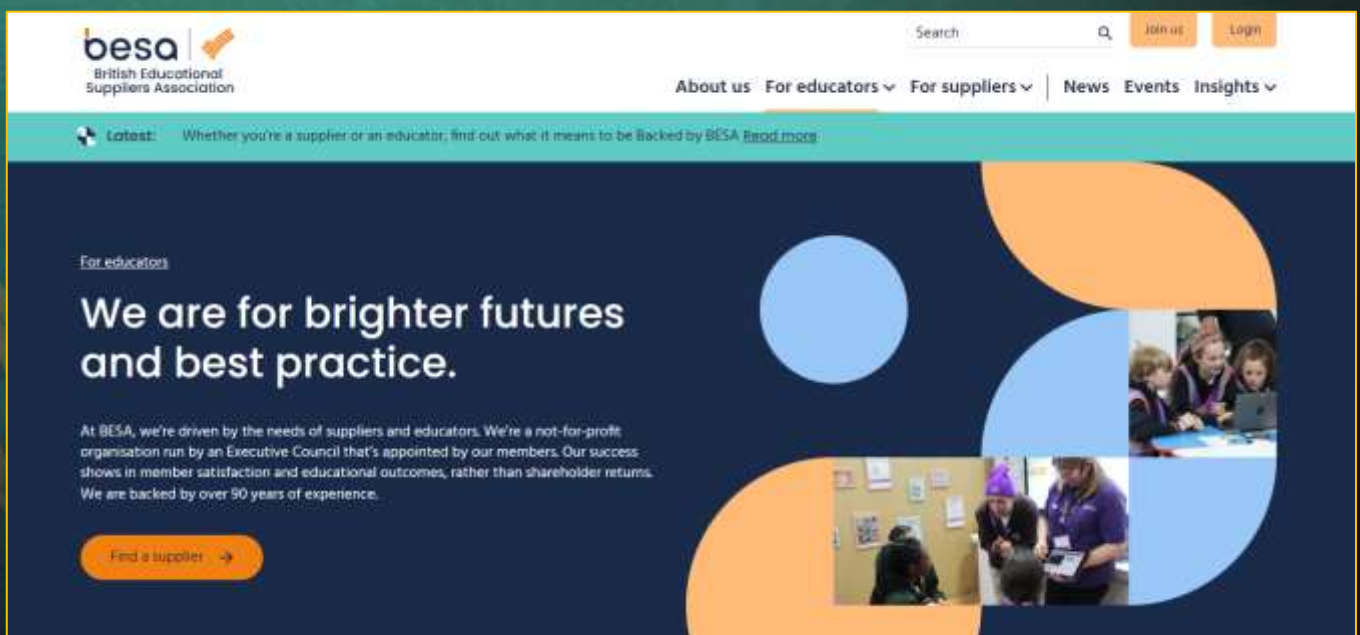 besa
British Educational
Suppliers Association
Search
Join us
Login
About us For educators For suppliers News Events Insights
Latest: Whether you're a supplier or an educator, find out what it means to be Backed by BESA Read more
For educators
We are for brighter futures
and best practice.
At BESA, we're driven by the needs of suppliers and educators. We're a not-for-profit
organisation run by an Executive Council that's appointed by our members. Our success
shows in member satisfaction and educational outcomes, rather than shareholder returns.
We are backed by over 90 years of experience.
Find a supplier →